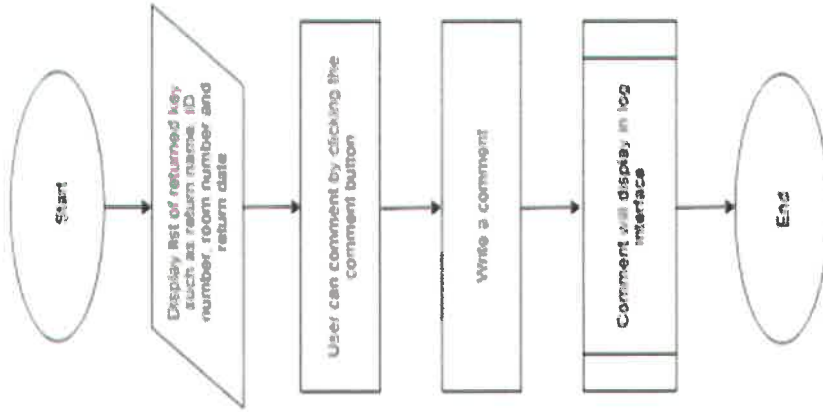 Start
Display list of returned key
such as return name, ID
number, room number and
return date
User can comment by clicking the
comment button
Write a comment
Comment will display in log
interface
End